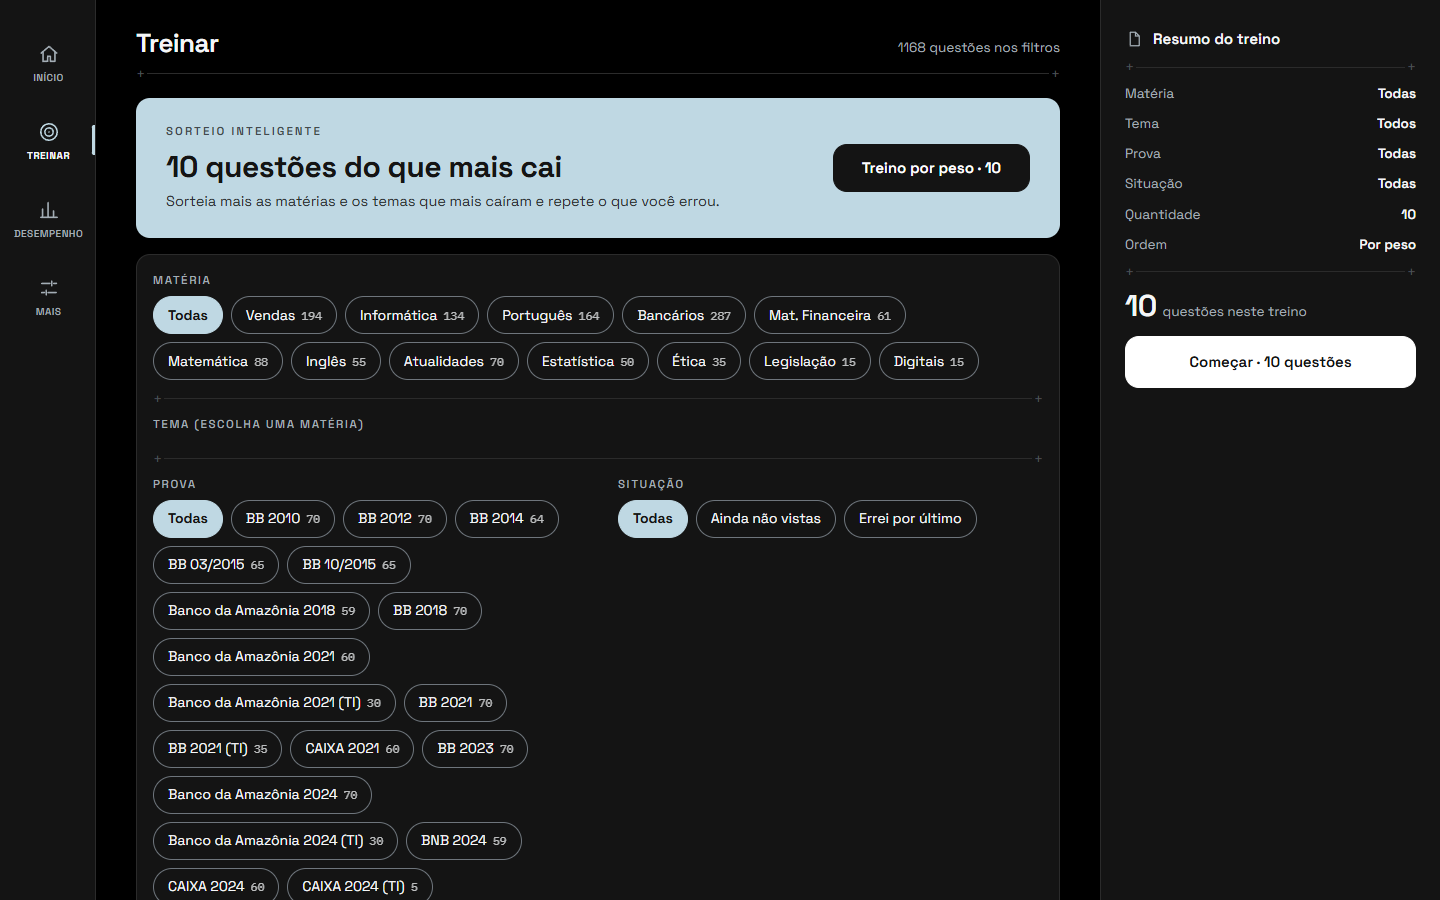 INÍCIO
TREINAR
DESEMPENHO
MAIS
Treinar
1168 questões nos filtros
SORTEIO INTELIGENTE
10 questões do que mais cai
Sorteia mais as matérias e os temas que mais caíram e repete o que você errou.
Treino por peso · 10
MATÉRIA
Todas Vendas 194 Informática 134 Português 164 Bancários 287 Mat. Financeira 61
Matemática 88 Inglês 55 Atualidades 70 Estatística 50 Ética 35 Legislação 15 Digitais 15
TEMA (ESCOLHA UMA MATÉRIA)
PROVA
Todas BB 2010 70 BB 2012 70 BB 2014 64
BB 03/2015 65 BB 10/2015 65
Banco da Amazônia 2018 59 BB 2018 70
Banco da Amazônia 2021 60
Banco da Amazônia 2021 (TI) 30 BB 2021 70
BB 2021 (TI) 35 CAIXA 2021 60 BB 2023 70
Banco da Amazônia 2024 70
Banco da Amazônia 2024 (TI) 30 BNB 2024 59
CAIXA 2024 60 CAIXA 2024 (TI) 5
SITUAÇÃO
Todas Ainda não vistas Errei por último
Resumo do treino
Matéria Todas
Tema Todos
Prova Todas
Situação Todas
Quantidade 10
Ordem Por peso
10 questões neste treino
Começar · 10 questões